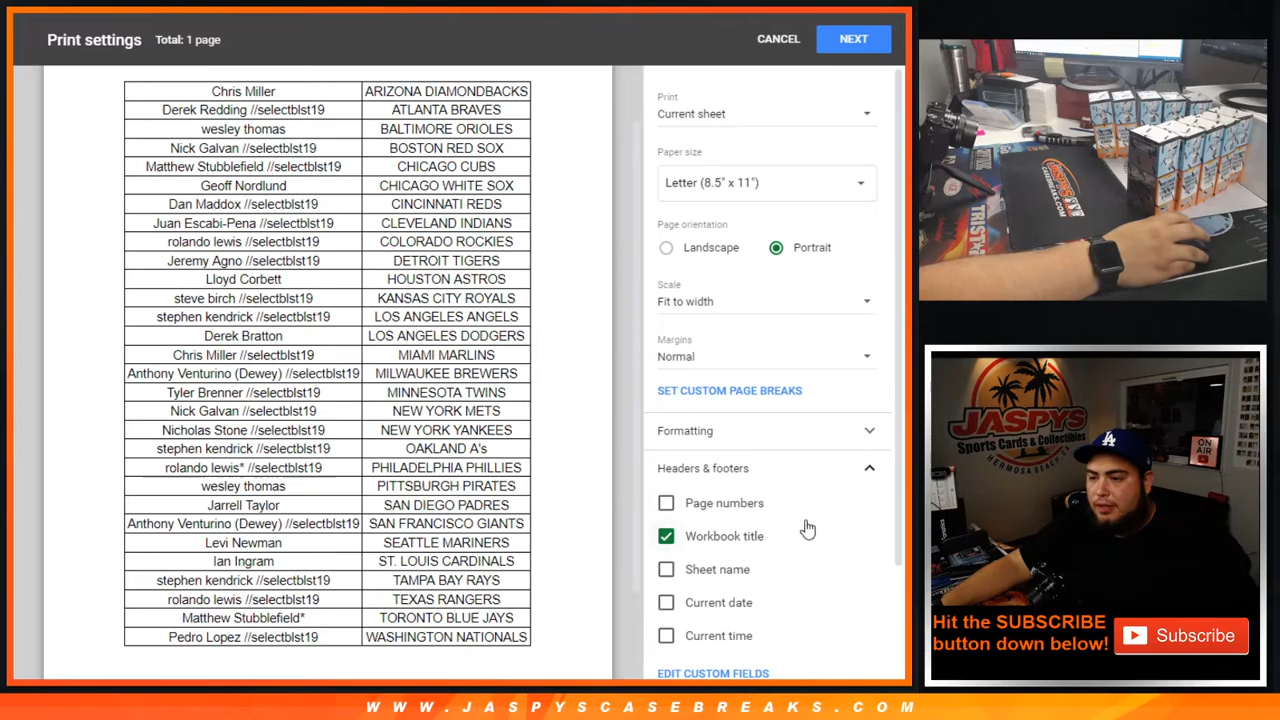 Print settings Total: 1 page CANCEL NEXT
Chris Miller ARIZONA DIAMONDBACKS
Derek Redding //selectblst19 ATLANTA BRAVES
wesley thomas BALTIMORE ORIOLES
Nick Galvan //selectblst19 BOSTON RED SOX
Matthew Stubblefield //selectblst19 CHICAGO CUBS
Geoff Nordlund CHICAGO WHITE SOX
Dan Maddox //selectblst19 CINCINNATI REDS
Juan Escabi-Pena //selectblst19 CLEVELAND INDIANS
rolando lewis //selectblst19 COLORADO ROCKIES
Jeremy Agno //selectblst19 DETROIT TIGERS
Lloyd Corbett HOUSTON ASTROS
steve birch //selectblst19 KANSAS CITY ROYALS
stephen kendrick //selectblst19 LOS ANGELES ANGELS
Derek Bratton LOS ANGELES DODGERS
Chris Miller //selectblst19 MIAMI MARLINS
Anthony Venturino (Dewey) //selectblst19 MILWAUKEE BREWERS
Tyler Brenner //selectblst19 MINNESOTA TWINS
Nick Galvan //selectblst19 NEW YORK METS
Nicholas Stone //selectblst19 NEW YORK YANKEES
stephen kendrick //selectblst19 OAKLAND A's
rolando lewis* //selectblst19 PHILADELPHIA PHILLIES
wesley thomas PITTSBURGH PIRATES
Jarrell Taylor SAN DIEGO PADRES
Anthony Venturino (Dewey) //selectblst19 SAN FRANCISCO GIANTS
Levi Newman SEATTLE MARINERS
Ian Ingram ST. LOUIS CARDINALS
stephen kendrick //selectblst19 TAMPA BAY RAYS
rolando lewis //selectblst19 TEXAS RANGERS
Matthew Stubblefield* TORONTO BLUE JAYS
Pedro Lopez //selectblst19 WASHINGTON NATIONALS
Print
Current sheet
Paper size
Letter (8.5" x 11")
Page orientation
Landscape Portrait
Scale
Fit to width
Margins
Normal
SET CUSTOM PAGE BREAKS
Formatting
Headers & footers
Page numbers
Workbook title
Sheet name
Current date
Current time
EDIT CUSTOM FIELDS
JASPYS
CASEBREAKS.COM
TRISTAR
JASPYS
Sports Cards & Collectibles
HERMOSA BEACH, CA
ON AIR
LA
Hit the SUBSCRIBE
button down below!
Subscribe
WWW.JASPYSCASEBREAKS.COM